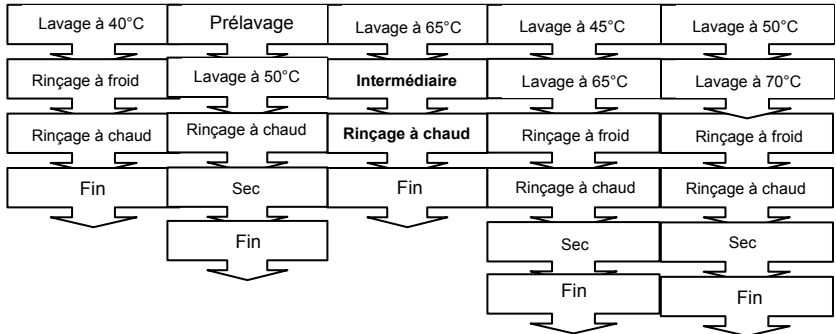 Lavage à 40°C
Prélavage
Lavage à 65°C
Lavage à 45°C
Lavage à 50°C
Rinçage à froid
Lavage à 50°C
Intermédiaire
Lavage à 65°C
Lavage à 70°C
Rinçage à chaud
Rinçage à chaud
Rinçage à chaud
Rinçage à froid
Rinçage à froid
Fin
Sec
Fin
Rinçage à chaud
Rinçage à chaud
Fin
Sec
Sec
Fin
Fin